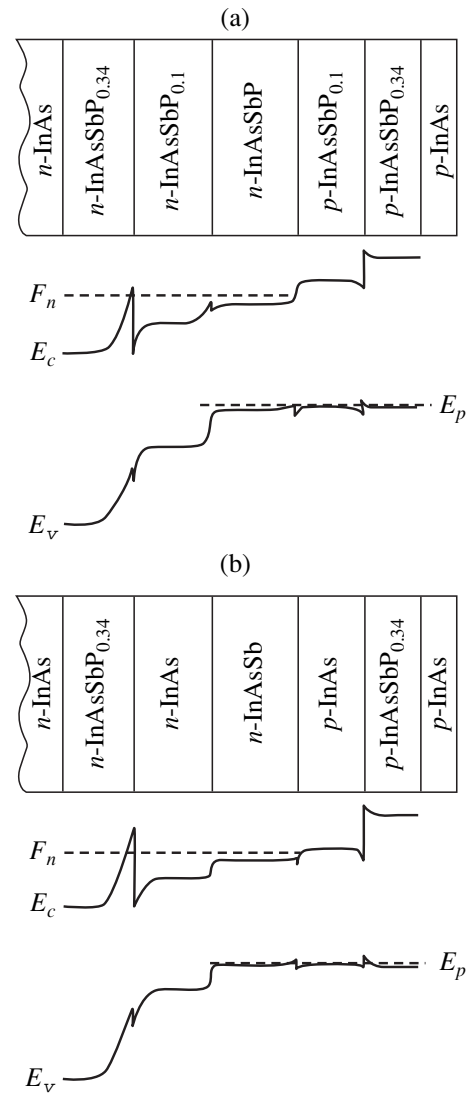 (a)
n-InAs
n-InAsSbP0.34
n-InAsSbP0.1
n-InAsSbP
p-InAsSbP0.1
p-InAsSbP0.34
p-InAs
Fn
Ec
Ep
Ev
(b)
n-InAs
n-InAsSbP0.34
n-InAs
n-InAsSb
p-InAs
p-InAsSbP0.34
p-InAs
Fn
Ec
Ep
Ev